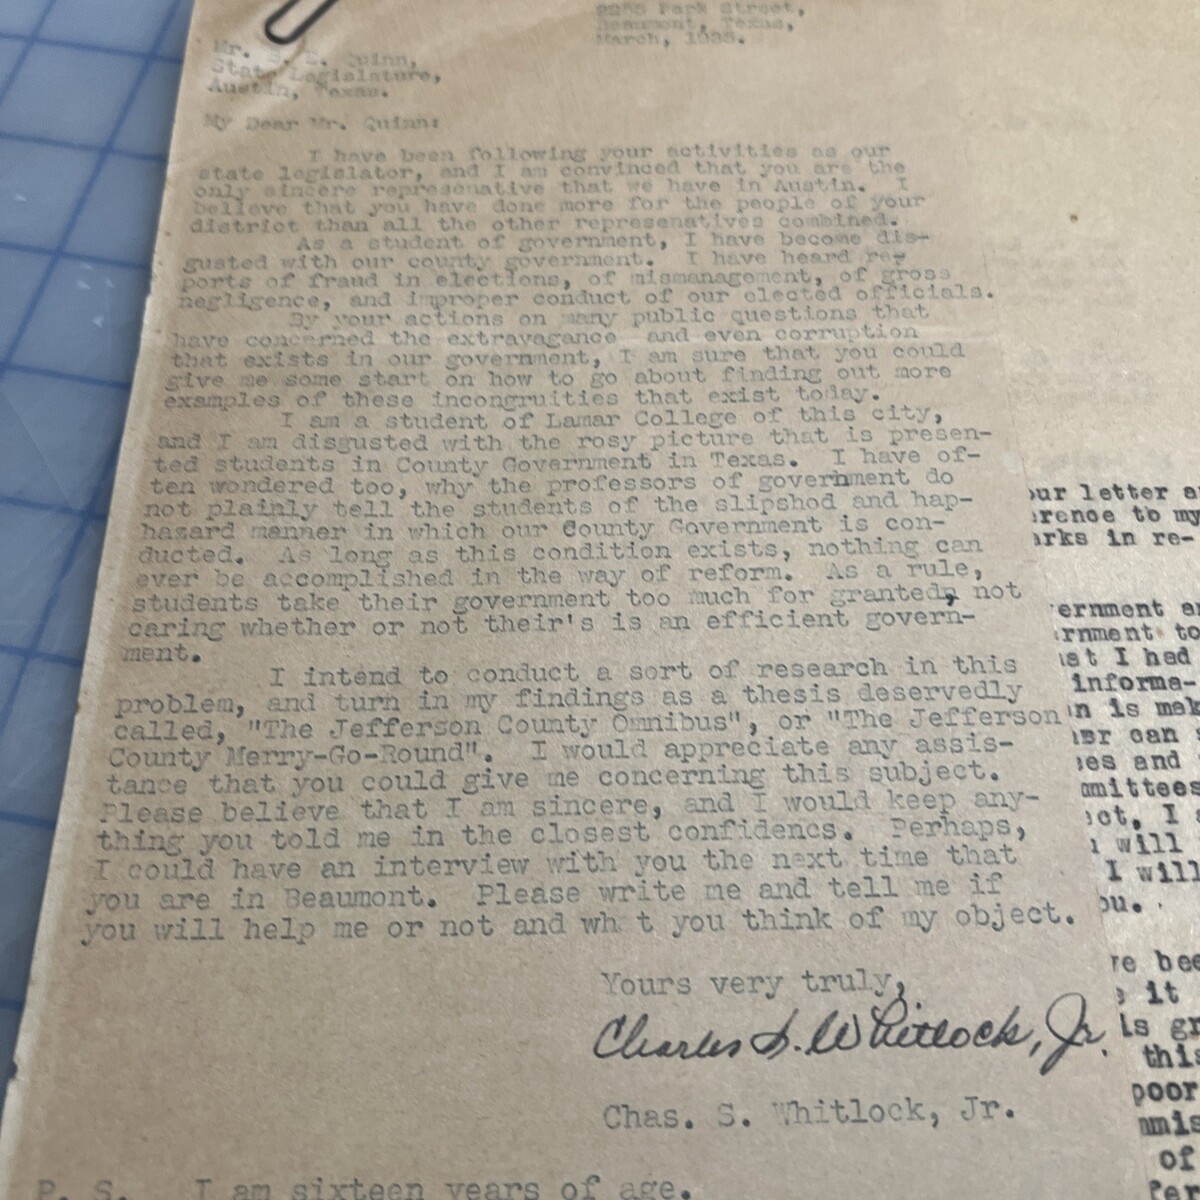 Park Street,
Beaumont, Texas,
March,
Mr. Quinn,
State Legislature,
Austin, Texas.
My Dear Mr. Quinn:
I have been following your activities as our
state legislator, and I am convinced that you are the
only sincere represenative that we have in Austin. I
believe that you have done more for the people of your
district than all the other represenatives combined.
As a student of government, I have become dis-
gusted with our county government. I have heard re-
ports of fraud in elections, of mismanagement, of gross
negligence, and improper conduct of our elected officials.
By your actions on many public questions that
have concerned the extravagance and even corruption
that exists in our government, I am sure that you could
give me some start on how to go about finding out more
examples of these incongruities that exist today.
I am a student of Lamar College of this city,
and I am disgusted with the rosy picture that is presen-
ted students in County Government in Texas. I have of-
ten wondered too, why the professors of government do
not plainly tell the students of the slipshod and hap-
hazard manner in which our County Government is con-
ducted. As long as this condition exists, nothing can
ever be accomplished in the way of reform. As a rule,
students take their government too much for granted, not
caring whether or not their's is an efficient govern-
ment.
I intend to conduct a sort of research in this
problem, and turn in my findings as a thesis deservedly
called, "The Jefferson County Omnibus", or "The Jefferson
County Merry-Go-Round". I would appreciate any assis-
tance that you could give me concerning this subject.
Please believe that I am sincere, and I would keep any-
thing you told me in the closest confidencs. Perhaps,
I could have an interview with you the next time that
you are in Beaumont. Please write me and tell me if
you will help me or not and wh t you think of my object.
Yours very truly,
Charles S. Whitlock, Jr.
Chas. S. Whitlock, Jr.
P. S. I am sixteen years of age.
our letter
to my
in re-
to
I had
informa-
is
can
and
I
will
I will
ou.
it
is
this
poor
of